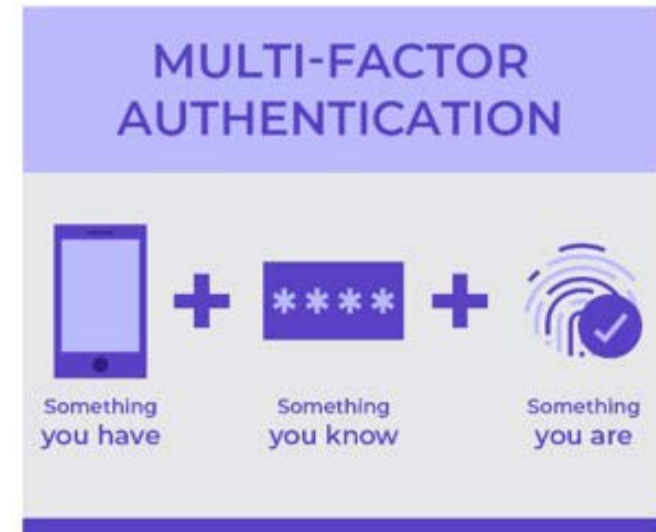 MULTI-FACTOR
AUTHENTICATION
****
Something
you have
Something
you know
Something
you are